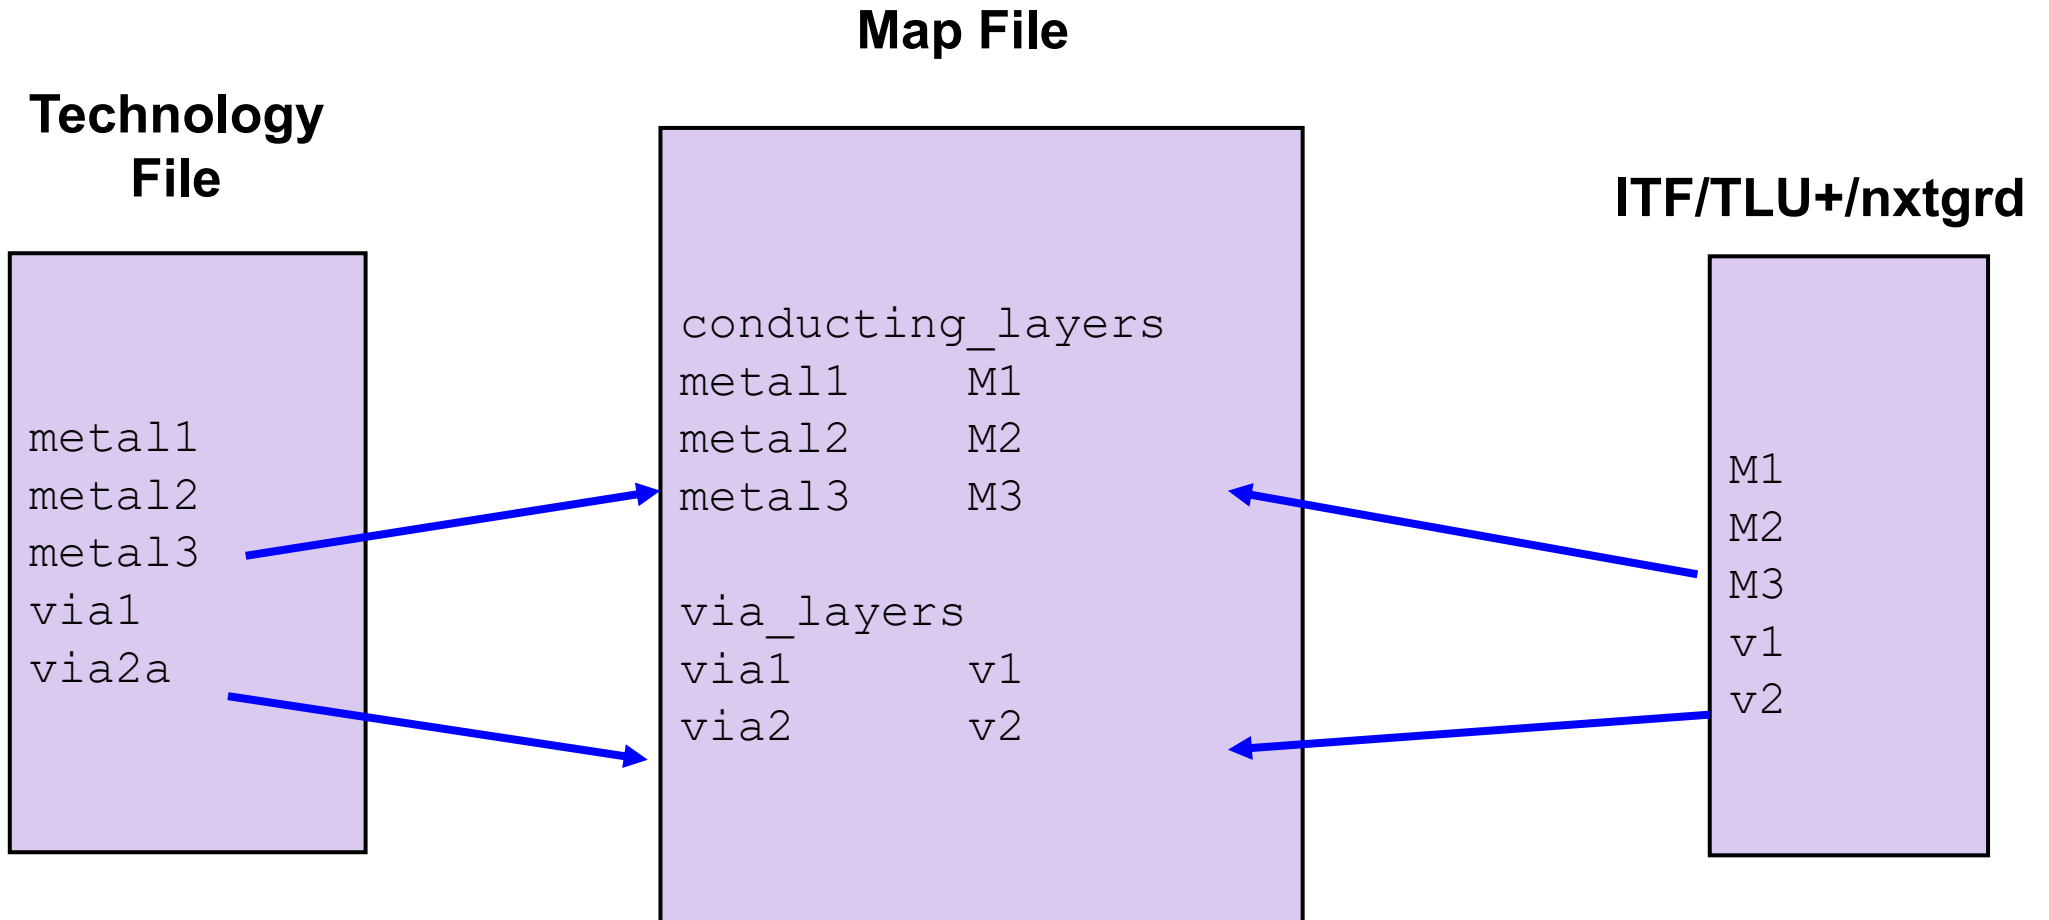 Map File
Technology
File
ITF/TLU+/nxtgrd
metal1
metal2
metal3
via1
via2a
conducting_layers
metal1 M1
metal2 M2
metal3 M3
via_layers
via1 v1
via2 v2
M1
M2
M3
v1
v2